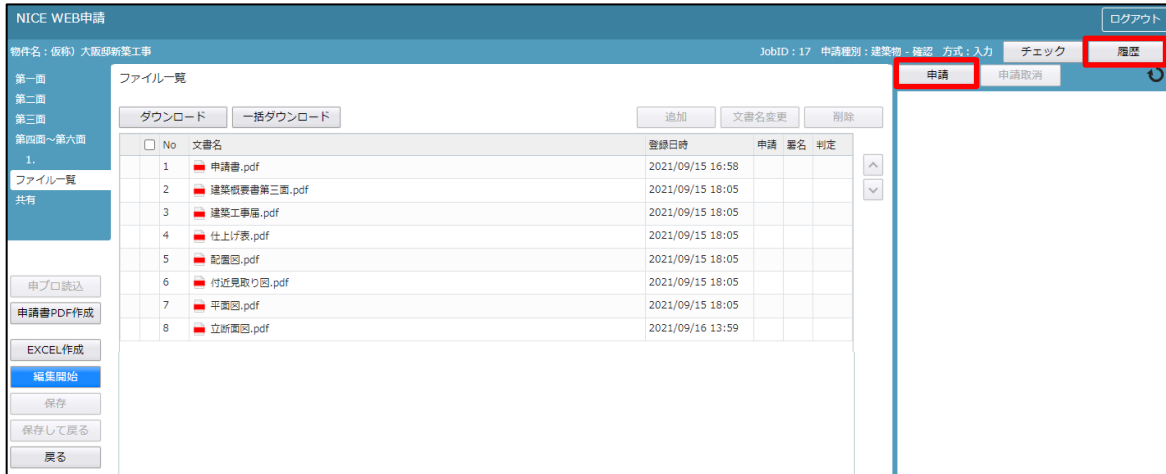 NICE WEB申請 ログアウト
物件名：仮称）大阪邸新築工事 JobID：17 申請種別：建築物 - 確認 方式：入力 チェック 履歴
第一面
第二面
第三面
第四面～第六面
1.
ファイル一覧
共有
申プロ読込
申請書PDF作成
EXCEL作成
編集開始
保存
保存して戻る
戻る
ファイル一覧
ダウンロード 一括ダウンロード 追加 文書名変更 削除
No 文書名 登録日時 申請 署名 判定
1 申請書.pdf 2021/09/15 16:58
2 建築概要書第三面.pdf 2021/09/15 18:05
3 建築工事届.pdf 2021/09/15 18:05
4 仕上げ表.pdf 2021/09/15 18:05
5 配置図.pdf 2021/09/15 18:05
6 付近見取り図.pdf 2021/09/15 18:05
7 平面図.pdf 2021/09/15 18:05
8 立断面図.pdf 2021/09/16 13:59
申請 申請取消